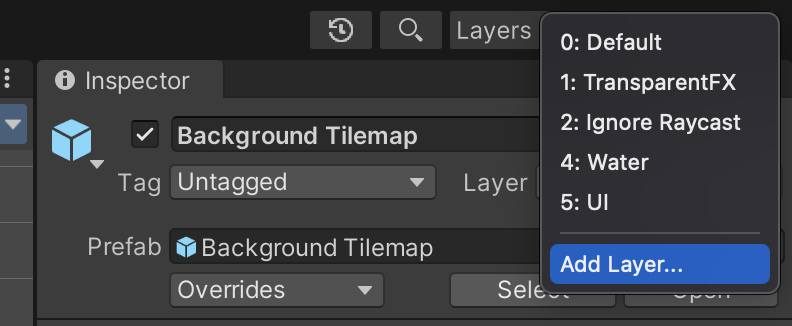 Layers
0: Default
1: TransparentFX
2: Ignore Raycast
4: Water
5: UI
Add Layer...
Inspector
Background Tilemap
Tag Untagged Layer
Prefab Background Tilemap
Overrides Select Open